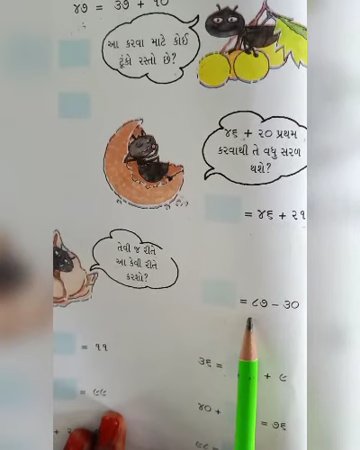 ૪૭ = ૩૭ + ૧૦
આ કરવા માટે કોઈ
ટૂંકો રસ્તો છે?
૪૬ + ૨૦ પ્રથમ
કરવાથી તે વધુ સરળ
થશે?
= ૪૬ + ૨૧
તેવી જ રીતે
આ કેવી રીતે
કરશો?
= ૮૭ – ૩૦
= ૧૧
૩૬ =
+ ૯
= ૯૯
૪૦ +
= ૭૬